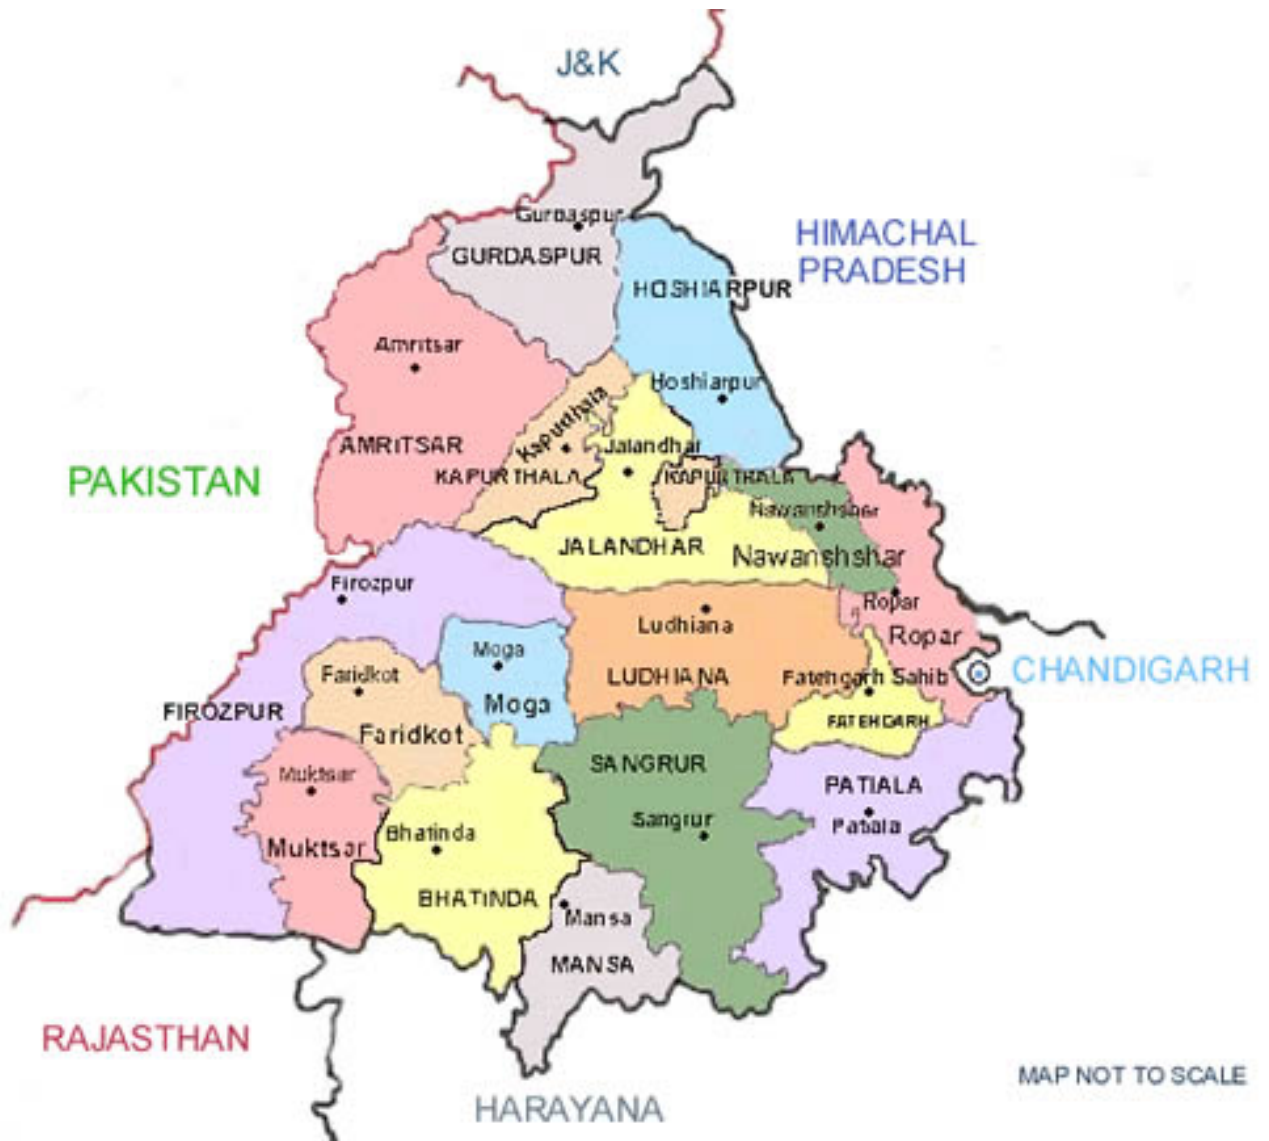 J&K
HIMACHAL
PRADESH
Gurdaspur
GURDASPUR
HOSHIARPUR
Amritsar
Hoshiarpur
AMRITSAR
Kapurthala
KAPURTHALA
Jalandhar
KAPURTHALA
PAKISTAN
Nawanshshar
JALANDHAR
Nawanshshar
Firozpur
Ropar
Ludhiana
Ropar
Moga
CHANDIGARH
Faridkot
LUDHIANA
Fatehgarh Sahib
Moga
FIROZPUR
FATEHGARH
Faridkot
SANGRUR
Muktsar
PATIALA
Sangrur
Patiala
Bhatinda
Muktsar
BHATINDA
Mansa
MANSA
RAJASTHAN
MAP NOT TO SCALE
HARAYANA